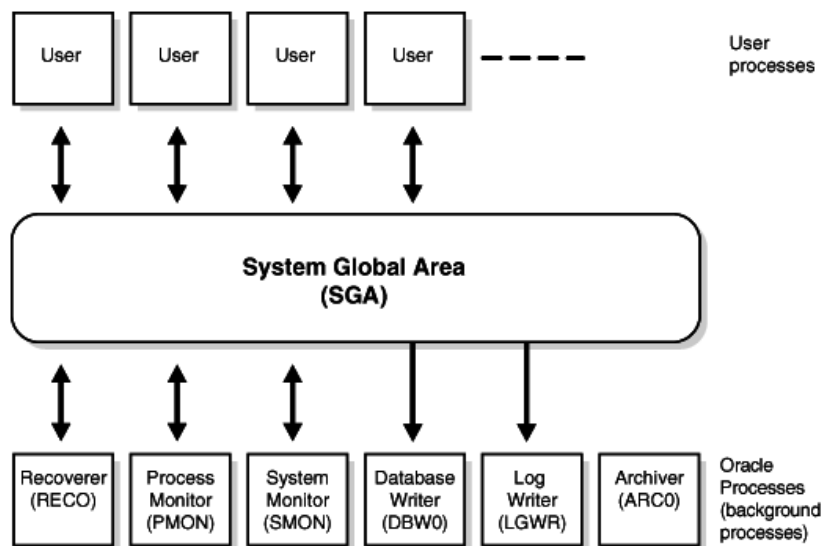 User
User
User
User
User
processes
System Global Area
(SGA)
Recoverer
(RECO)
Process
Monitor
(PMON)
System
Monitor
(SMON)
Database
Writer
(DBW0)
Log
Writer
(LGWR)
Archiver
(ARC0)
Oracle
Processes
(background
processes)